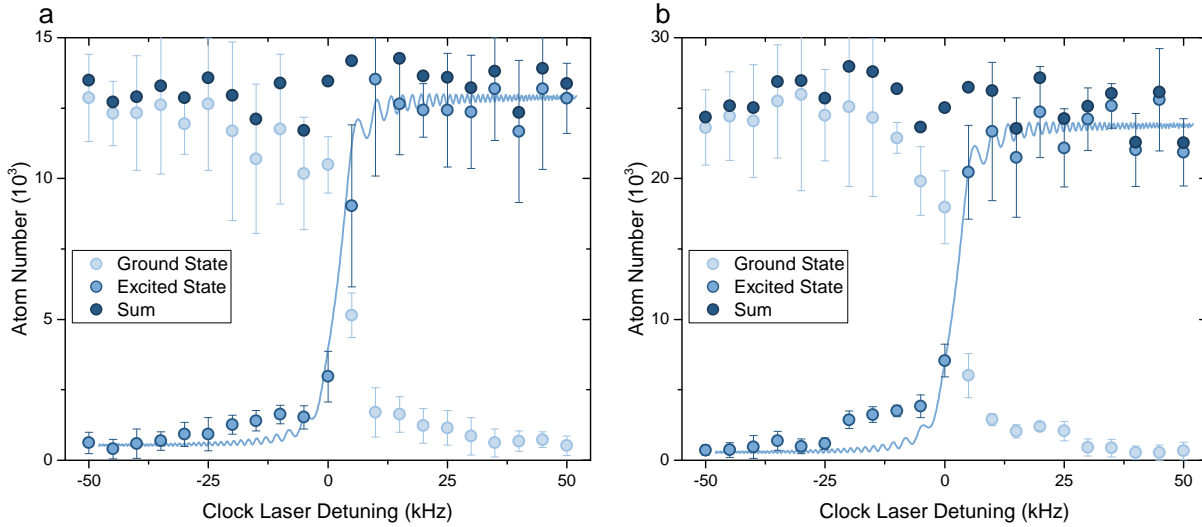 a
15
10
5
0
Atom Number (10³)
Ground State
Excited State
Sum
-50
-25
0
25
50
Clock Laser Detuning (kHz)
b
30
20
10
0
Atom Number (10³)
Ground State
Excited State
Sum
-50
-25
0
25
50
Clock Laser Detuning (kHz)